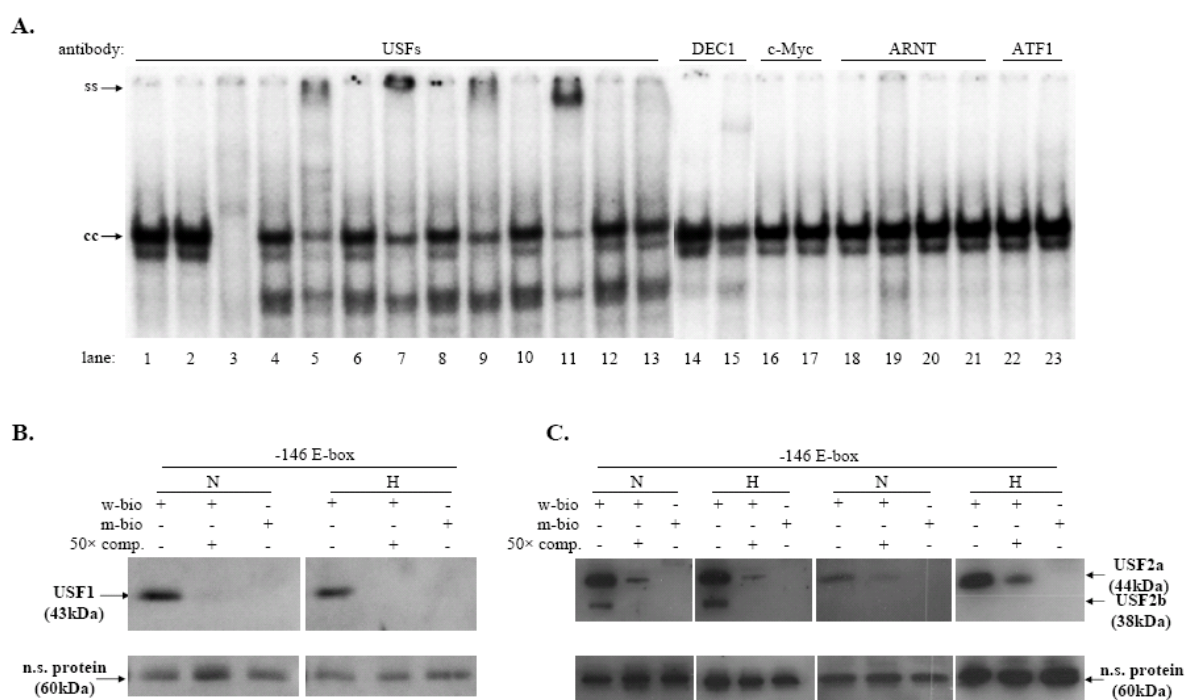 A.
antibody: USFs DEC1 c-Myc ARNT ATF1
ss
cc
lane: 1 2 3 4 5 6 7 8 9 10 11 12 13 14 15 16 17 18 19 20 21 22 23
B.
-146 E-box
N H
w-bio + + - + + -
m-bio - - + - - +
50× comp. - + - - + -
USF1
(43kDa)
n.s. protein
(60kDa)
C.
-146 E-box
N H N H
w-bio + + - + + - + + - + + -
m-bio - - + - - + - - + - - +
50× comp. - + - - + - - + - - + -
USF2a
(44kDa)
USF2b
(38kDa)
n.s. protein
(60kDa)